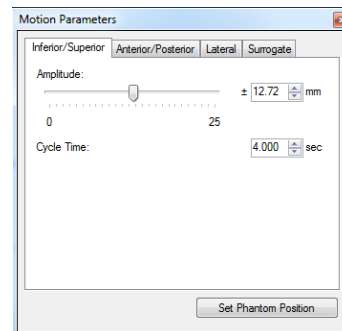 Motion Parameters
Inferior/Superior Anterior/Posterior Lateral Surrogate
Amplitude:
± 12.72 mm
0 25
Cycle Time: 4.000 sec
Set Phantom Position